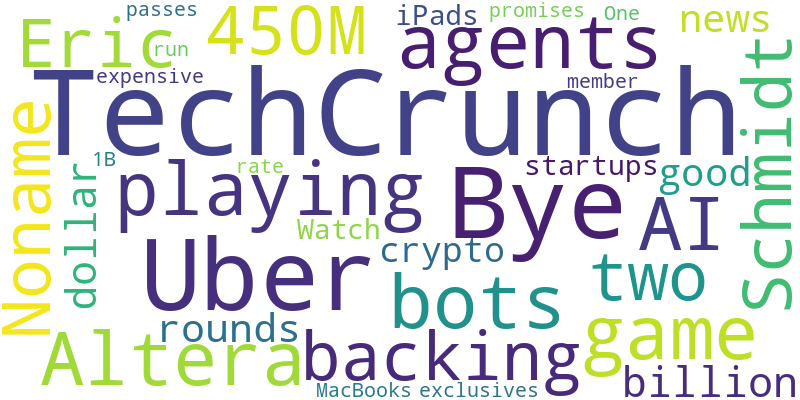 passes
iPads
promises
One
news
Eric
run
450M
agents
TechCrunch
expensive
member
Schmidt
Noname
1B
dollar
playing
rate
Bye
startups
good
AI
Watch
crypto
Uber
bots
two
rounds
game
Altera
backing
billion
MacBooks
exclusives